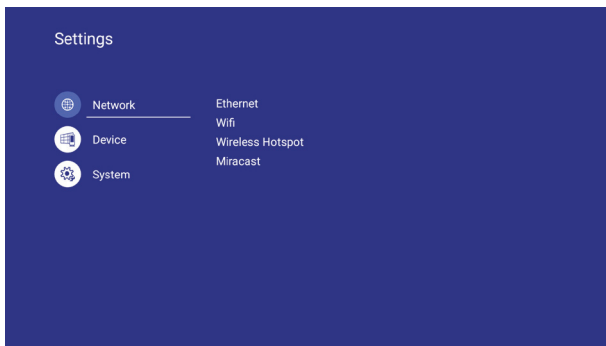 Settings
Network
Device
System
Ethernet
Wifi
Wireless Hotspot
Miracast